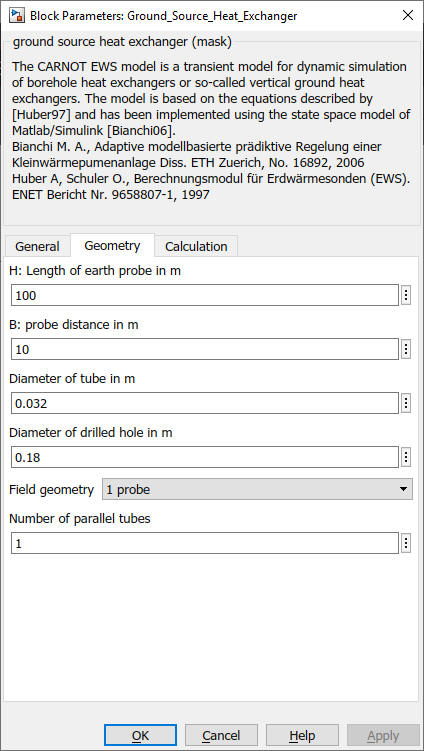 Block Parameters: Ground_Source_Heat_Exchanger
ground source heat exchanger (mask)
The CARNOT EWS model is a transient model for dynamic simulation
of borehole heat exchangers or so-called vertical ground heat
exchangers. The model is based on the equations described by
[Huber97] and has been implemented using the state space model of
Matlab/Simulink [Bianchi06].
Bianchi M. A., Adaptive modellbasierte prädiktive Regelung einer
Kleinwärmepumenanlage Diss. ETH Zuerich, No. 16892, 2006
Huber A, Schuler O., Berechnungsmodul für Erdwärmesonden (EWS).
ENET Bericht Nr. 9658807-1, 1997
General Geometry Calculation
H: Length of earth probe in m
100
B: probe distance in m
10
Diameter of tube in m
0.032
Diameter of drilled hole in m
0.18
Field geometry 1 probe
Number of parallel tubes
1
OK Cancel Help Apply